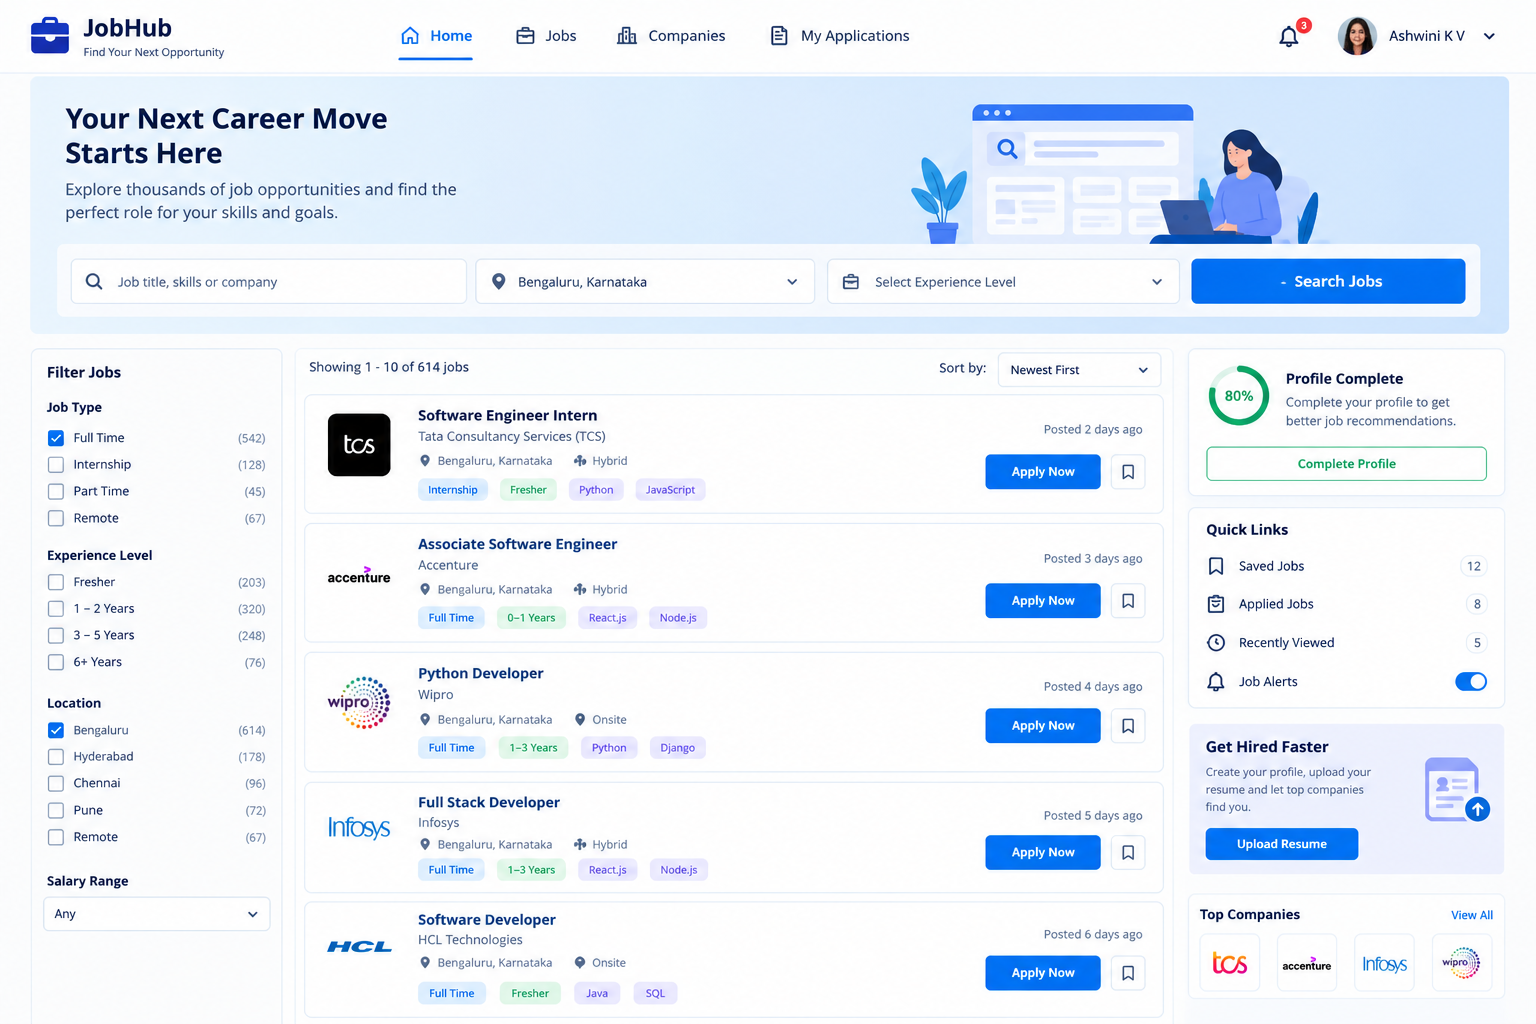 JobHub
Find Your Next Opportunity
Home
Jobs
Companies
My Applications
3
Ashwini K V
Your Next Career Move
Starts Here
Explore thousands of job opportunities and find the
perfect role for your skills and goals.
Job title, skills or company
Bengaluru, Karnataka
Select Experience Level
- Search Jobs
Filter Jobs
Job Type
Full Time (542)
Internship (128)
Part Time (45)
Remote (67)
Experience Level
Fresher (203)
1 – 2 Years (320)
3 – 5 Years (248)
6+ Years (76)
Location
Bengaluru (614)
Hyderabad (178)
Chennai (96)
Pune (72)
Remote (67)
Salary Range
Any
Showing 1 - 10 of 614 jobs
Sort by: Newest First
tcs
Software Engineer Intern
Tata Consultancy Services (TCS)
Bengaluru, Karnataka Hybrid
Internship Fresher Python JavaScript
Posted 2 days ago
Apply Now
accenture
Associate Software Engineer
Accenture
Bengaluru, Karnataka Hybrid
Full Time 0–1 Years React.js Node.js
Posted 3 days ago
Apply Now
wipro
Python Developer
Wipro
Bengaluru, Karnataka Onsite
Full Time 1–3 Years Python Django
Posted 4 days ago
Apply Now
Infosys
Full Stack Developer
Infosys
Bengaluru, Karnataka Hybrid
Full Time 1–3 Years React.js Node.js
Posted 5 days ago
Apply Now
HCL
Software Developer
HCL Technologies
Bengaluru, Karnataka Onsite
Full Time Fresher Java SQL
Posted 6 days ago
Apply Now
80%
Profile Complete
Complete your profile to get
better job recommendations.
Complete Profile
Quick Links
Saved Jobs 12
Applied Jobs 8
Recently Viewed 5
Job Alerts
Get Hired Faster
Create your profile, upload your
resume and let top companies
find you.
Upload Resume
Top Companies View All
tcs
accenture
Infosys
wipro